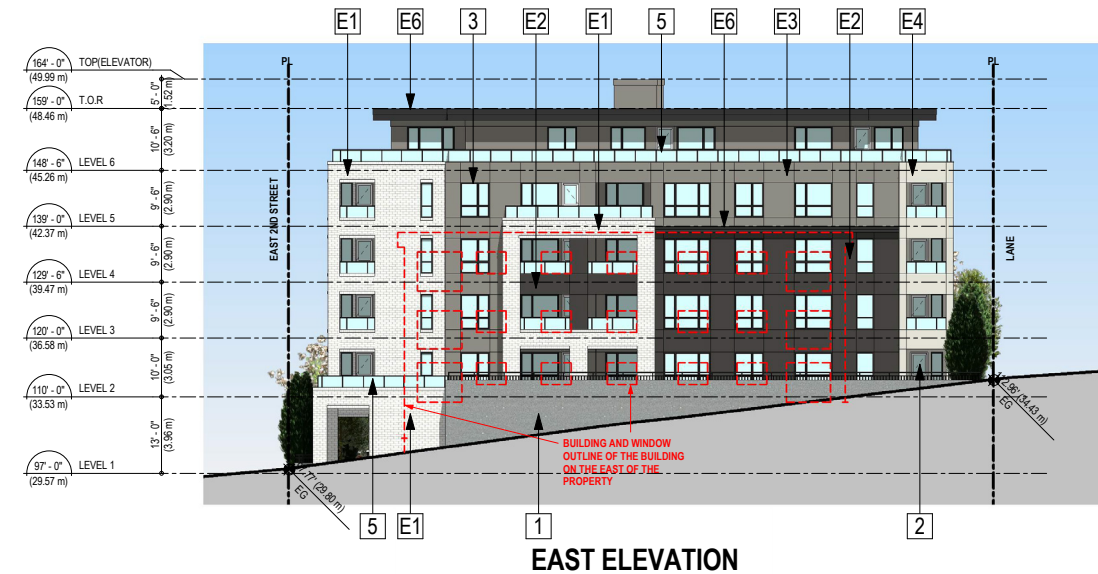 E1 E6 3 E2 E1 5 E6 E3 E2 E4
PL PL
164' - 0" TOP(ELEVATOR)
(49.99 m)
5' - 0"
(1.52 m)
159' - 0" T.O.R
(48.46 m)
10' - 6"
(3.20 m)
148' - 6" LEVEL 6
(45.26 m)
9' - 6"
(2.90 m)
139' - 0" LEVEL 5
(42.37 m)
9' - 6"
(2.90 m)
129' - 6" LEVEL 4
(39.47 m)
9' - 6"
(2.90 m)
120' - 0" LEVEL 3
(36.58 m)
10' - 0"
(3.05 m)
110' - 0" LEVEL 2
(33.53 m)
13' - 0"
(3.96 m)
97' - 0" LEVEL 1
(29.57 m)
EAST 2ND STREET
LANE
(29.80 m)
EG
(34.43 m)
EG
BUILDING AND WINDOW
OUTLINE OF THE BUILDING
ON THE EAST OF THE
PROPERTY
5 E1 1 2
EAST ELEVATION